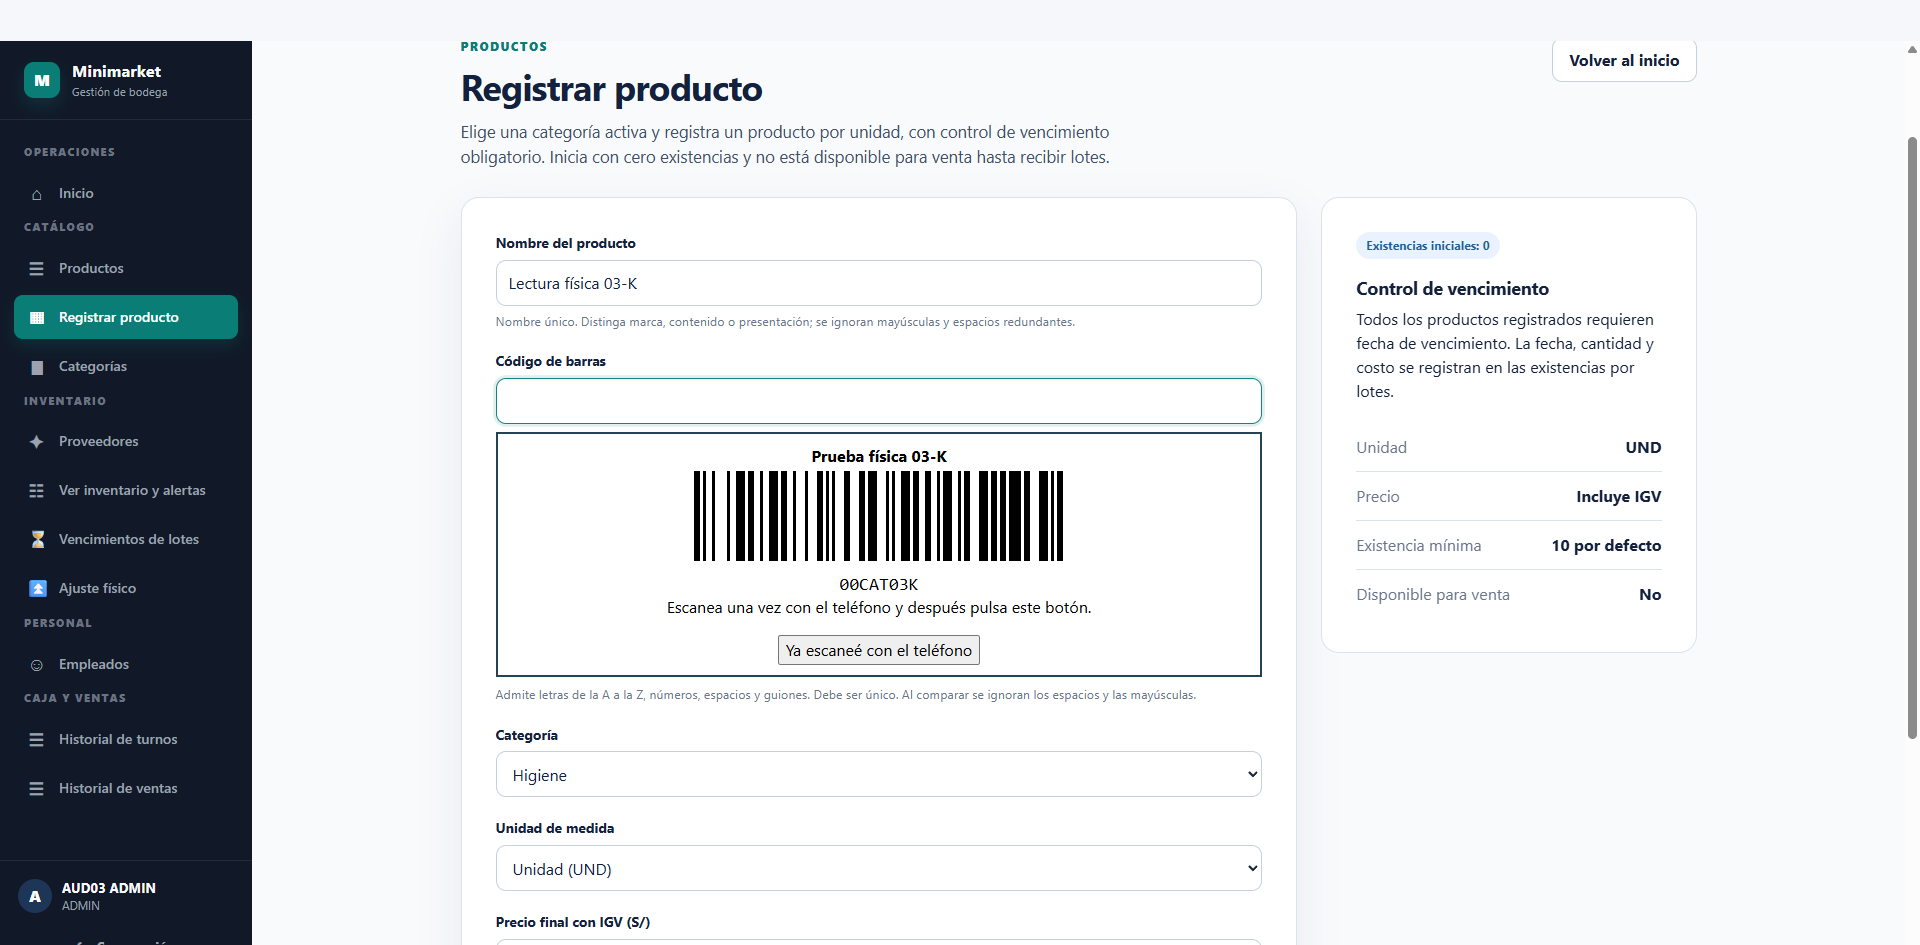 M
Minimarket
Gestión de bodega
OPERACIONES
Inicio
CATÁLOGO
Productos
Registrar producto
Categorías
INVENTARIO
Proveedores
Ver inventario y alertas
Vencimientos de lotes
Ajuste físico
PERSONAL
Empleados
CAJA Y VENTAS
Historial de turnos
Historial de ventas
A
AUD03 ADMIN
ADMIN
PRODUCTOS
Registrar producto
Elige una categoría activa y registra un producto por unidad, con control de vencimiento
obligatorio. Inicia con cero existencias y no está disponible para venta hasta recibir lotes.
Volver al inicio
Nombre del producto
Lectura física 03-K
Nombre único. Distinga marca, contenido o presentación; se ignoran mayúsculas y espacios redundantes.
Código de barras
Prueba física 03-K
00CAT03K
Escanea una vez con el teléfono y después pulsa este botón.
Ya escaneé con el teléfono
Admite letras de la A a la Z, números, espacios y guiones. Debe ser único. Al comparar se ignoran los espacios y las mayúsculas.
Categoría
Higiene
Unidad de medida
Unidad (UND)
Precio final con IGV (S/)
Existencias iniciales: 0
Control de vencimiento
Todos los productos registrados requieren
fecha de vencimiento. La fecha, cantidad y
costo se registran en las existencias por
lotes.
Unidad UND
Precio Incluye IGV
Existencia mínima 10 por defecto
Disponible para venta No